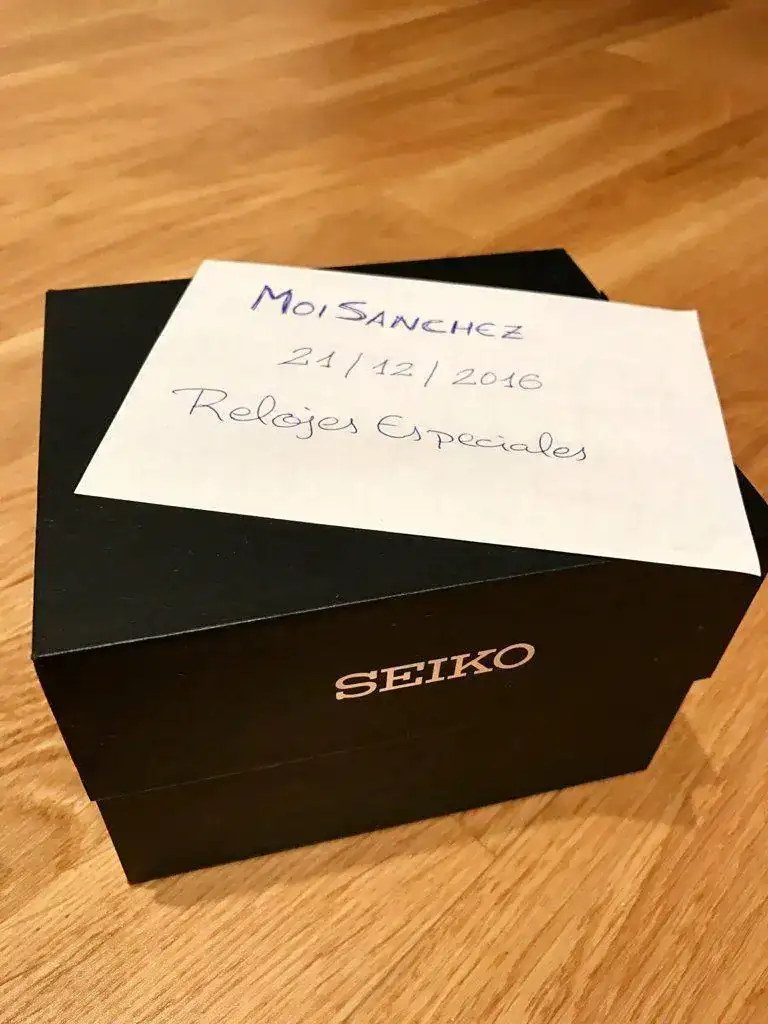 MOISANCHEZ
21/12/2016
Relojes Especiales
SEIKO